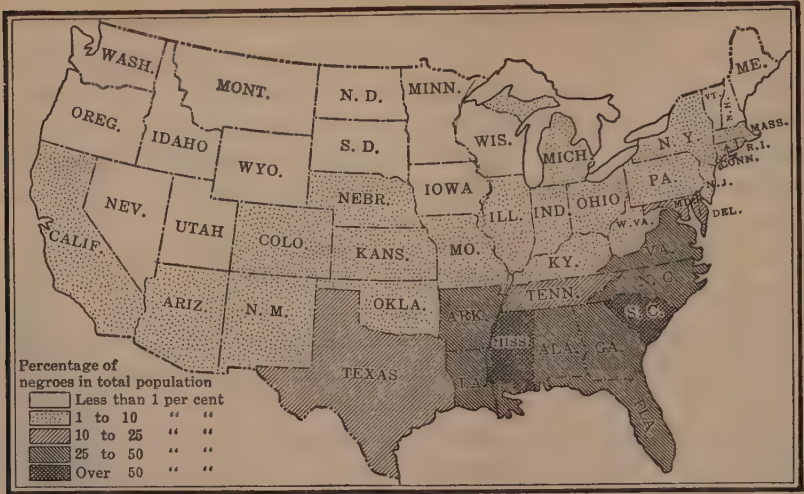 WASH.
MONT.
N. D.
MINN.
ME.
VT.
N.H.
OREG.
IDAHO
S. D.
WIS.
MICH.
N. Y.
MASS.
R. I.
CONN.
WYO.
IOWA
NEBR.
PA.
N. J.
NEV.
UTAH
COLO.
ILL.
IND.
OHIO
MD.
DEL.
W. VA.
CALIF.
KANS.
MO.
KY.
VA.
ARIZ.
N. M.
OKLA.
ARK.
TENN.
C.
S. C.
TEXAS
MISS.
ALA.
GA.
LA.
FLA.
Percentage of
negroes in total population
Less than 1 per cent
1 to 10 “ “
10 to 25 “ “
25 to 50 “ “
Over 50 “ “